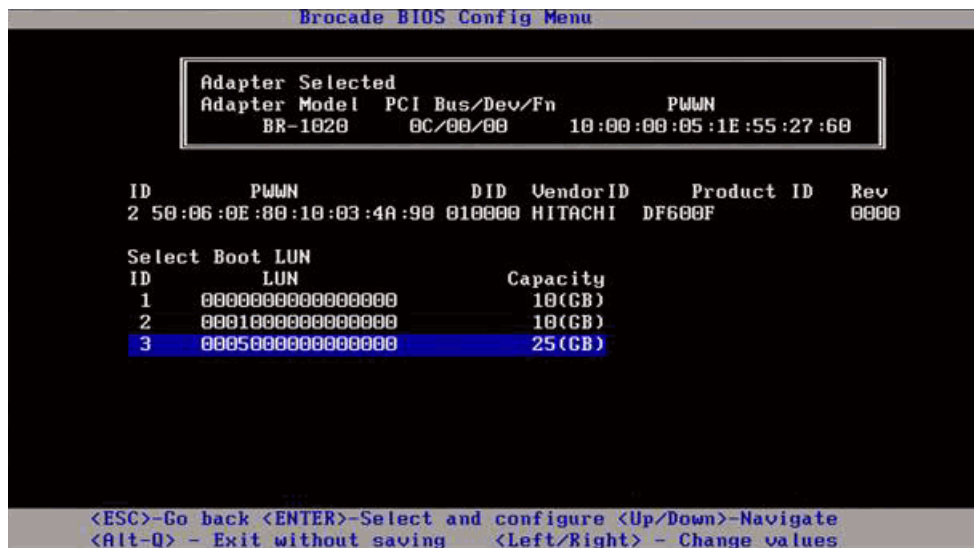 Brocade BIOS Config Menu
Adapter Selected
Adapter Model PCI Bus/Dev/Fn PWWN
BR-1020 0C/00/00 10:00:00:05:1E:55:27:60
ID PWWN DID VendorID Product ID Rev
2 50:06:0E:80:10:03:4A:90 010000 HITACHI DF600F 0000
Select Boot LUN
ID LUN Capacity
1 0000000000000000 10(GB)
2 0001000000000000 10(GB)
3 0005000000000000 25(GB)
<ESC>-Go back <ENTER>-Select and configure <Up/Down>-Navigate
<Alt-Q> - Exit without saving <Left/Right> - Change values